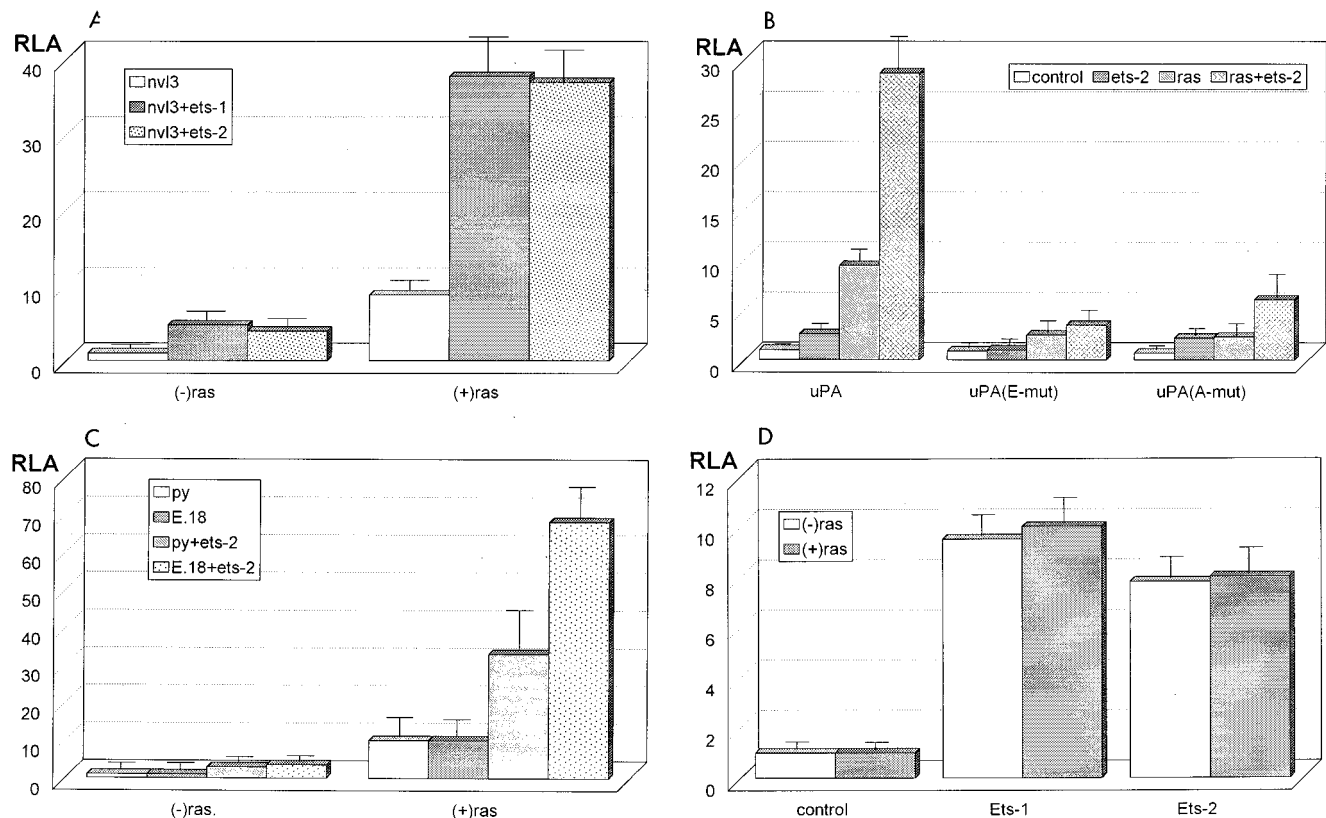 A
RLA
40
30
20
10
0
nvl3
nvl3+ets-1
nvl3+ets-2
(-)ras
(+)ras
B
RLA
30
25
20
15
10
5
0
control ets-2 ras ras+ets-2
uPA
uPA(E-mut)
uPA(A-mut)
C
RLA
80
70
60
50
40
30
20
10
0
py
E.18
py+ets-2
E.18+ets-2
(-)ras.
(+)ras
D
RLA
12
10
8
6
4
2
0
(-)ras
(+)ras
control
Ets-1
Ets-2